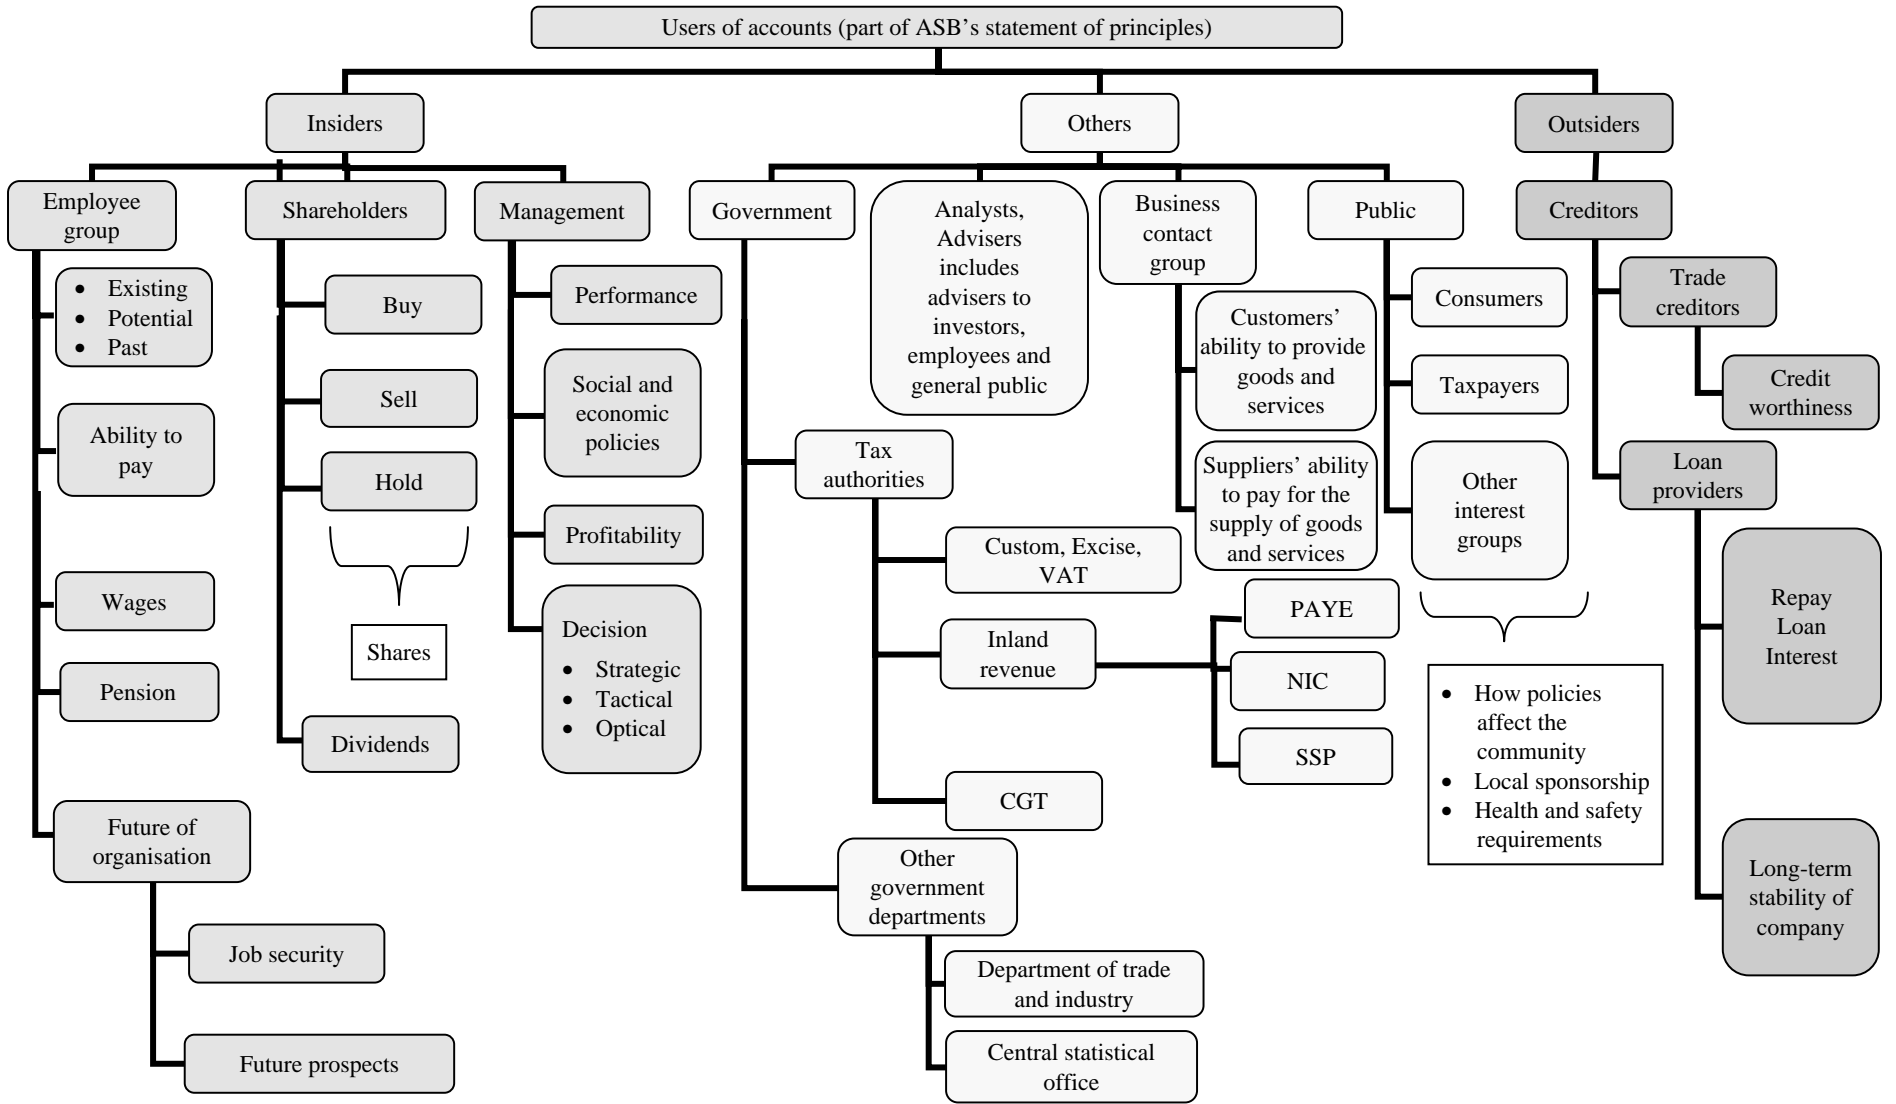 Users of accounts (part of ASB’s statement of principles)
Insiders
Others
Outsiders
Employee
group
Shareholders
Management
Government
Analysts,
Advisers
includes
advisers to
investors,
employees and
general public
Business
contact
group
Public
Creditors
• Existing
• Potential
• Past
Ability to
pay
Wages
Pension
Future of
organisation
Job security
Future prospects
Buy
Sell
Hold
Shares
Dividends
Performance
Social and
economic
policies
Profitability
Decision
• Strategic
• Tactical
• Optical
Tax
authorities
Custom, Excise,
VAT
Inland
revenue
PAYE
NIC
SSP
CGT
Other
government
departments
Department of trade
and industry
Central statistical
office
Customers’
ability to provide
goods and
services
Suppliers’ ability
to pay for the
supply of goods
and services
Consumers
Taxpayers
Other
interest
groups
• How policies
affect the
community
• Local sponsorship
• Health and safety
requirements
Trade
creditors
Credit
worthiness
Loan
providers
Repay
Loan
Interest
Long-term
stability of
company